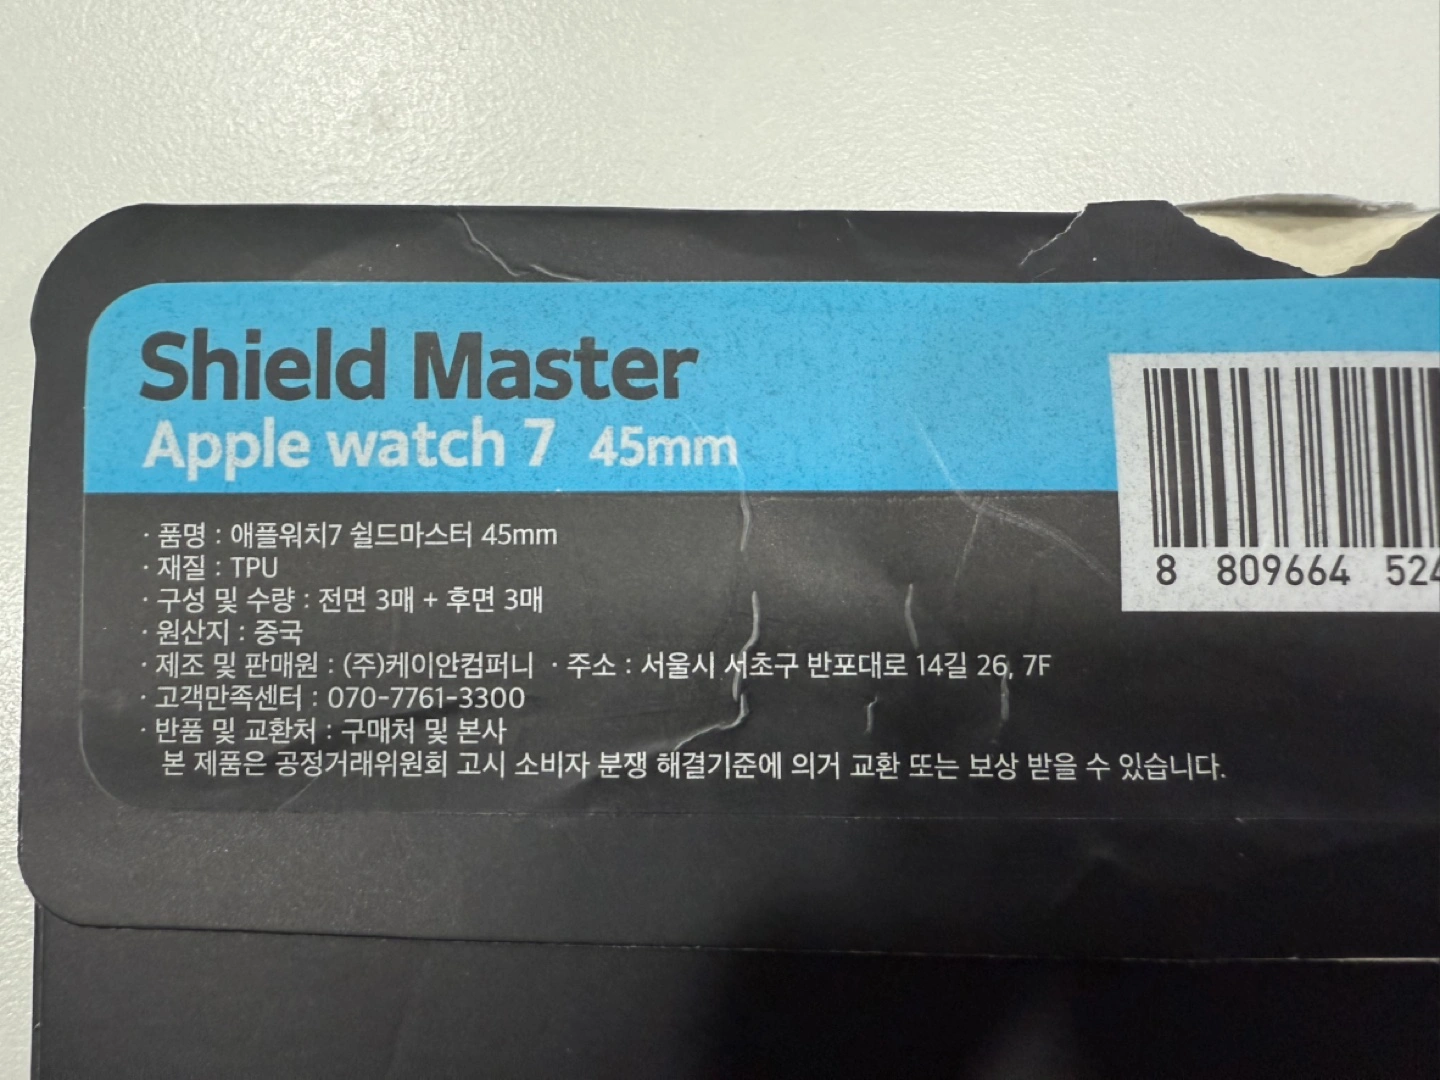 Shield Master
Apple watch 7 45mm
· 품명 : 애플워치7 쉴드마스터 45mm
· 재질 : TPU
· 구성 및 수량 : 전면 3매 + 후면 3매
· 원산지 : 중국
· 제조 및 판매원 : (주)케이안컴퍼니 · 주소 : 서울시 서초구 반포대로 14길 26, 7F
· 고객만족센터 : 070-7761-3300
· 반품 및 교환처 : 구매처 및 본사
본 제품은 공정거래위원회 고시 소비자 분쟁 해결기준에 의거 교환 또는 보상 받을 수 있습니다.
8 809664 524